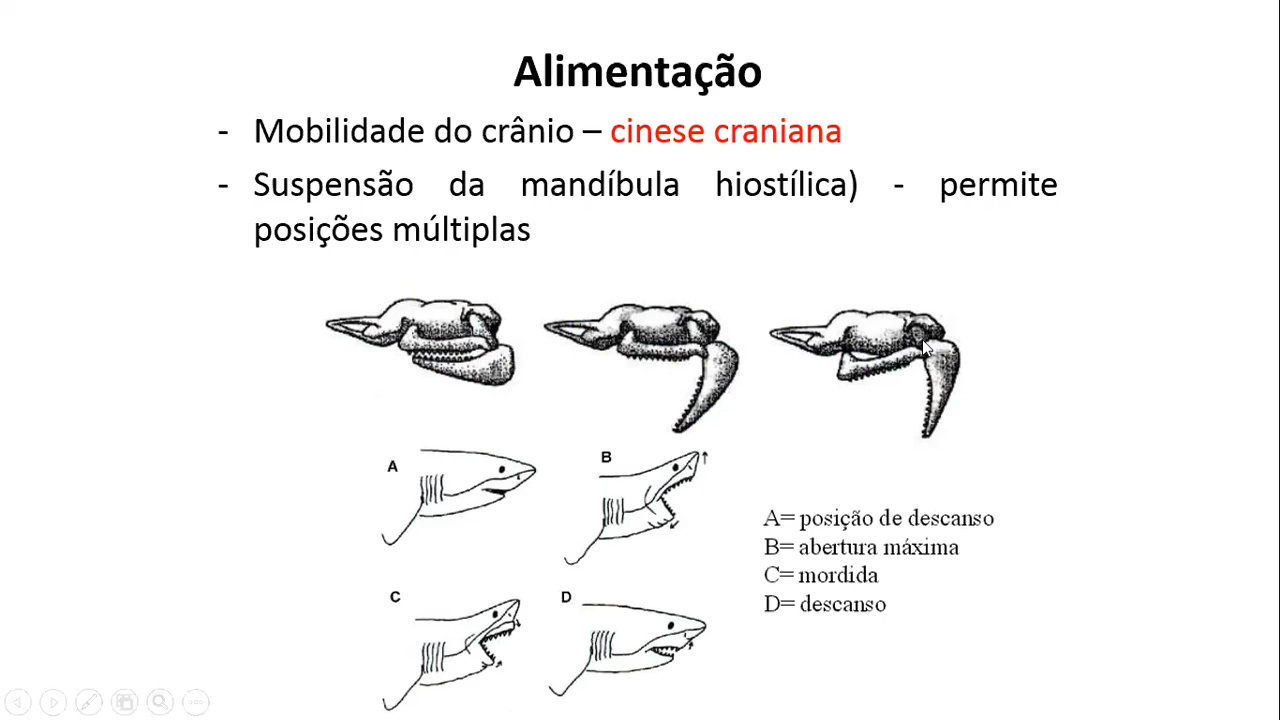 Alimentação
- Mobilidade do crânio – cinese craniana
- Suspensão da mandíbula hiostílica) - permite
posições múltiplas
A
B
A= posição de descanso
B= abertura máxima
C= mordida
D= descanso
C
D